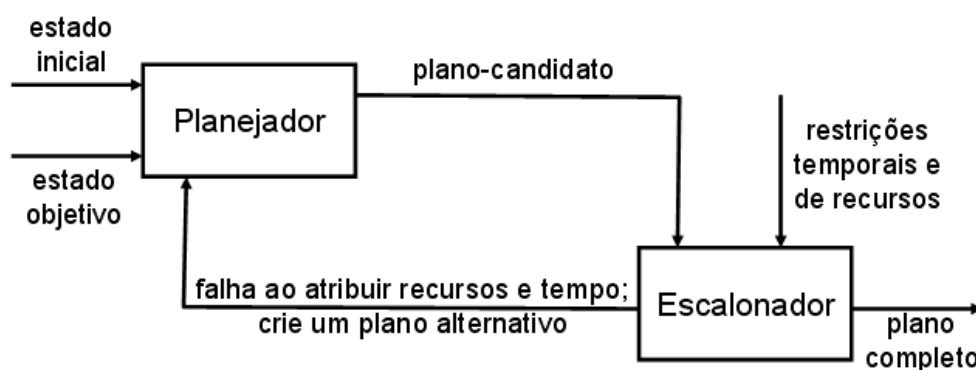 estado
inicial
Planejador
estado
objetivo
plano-candidato
restrições
temporais e
de recursos
falha ao atribuir recursos e tempo;
crie um plano alternativo
Escalonador
plano
completo